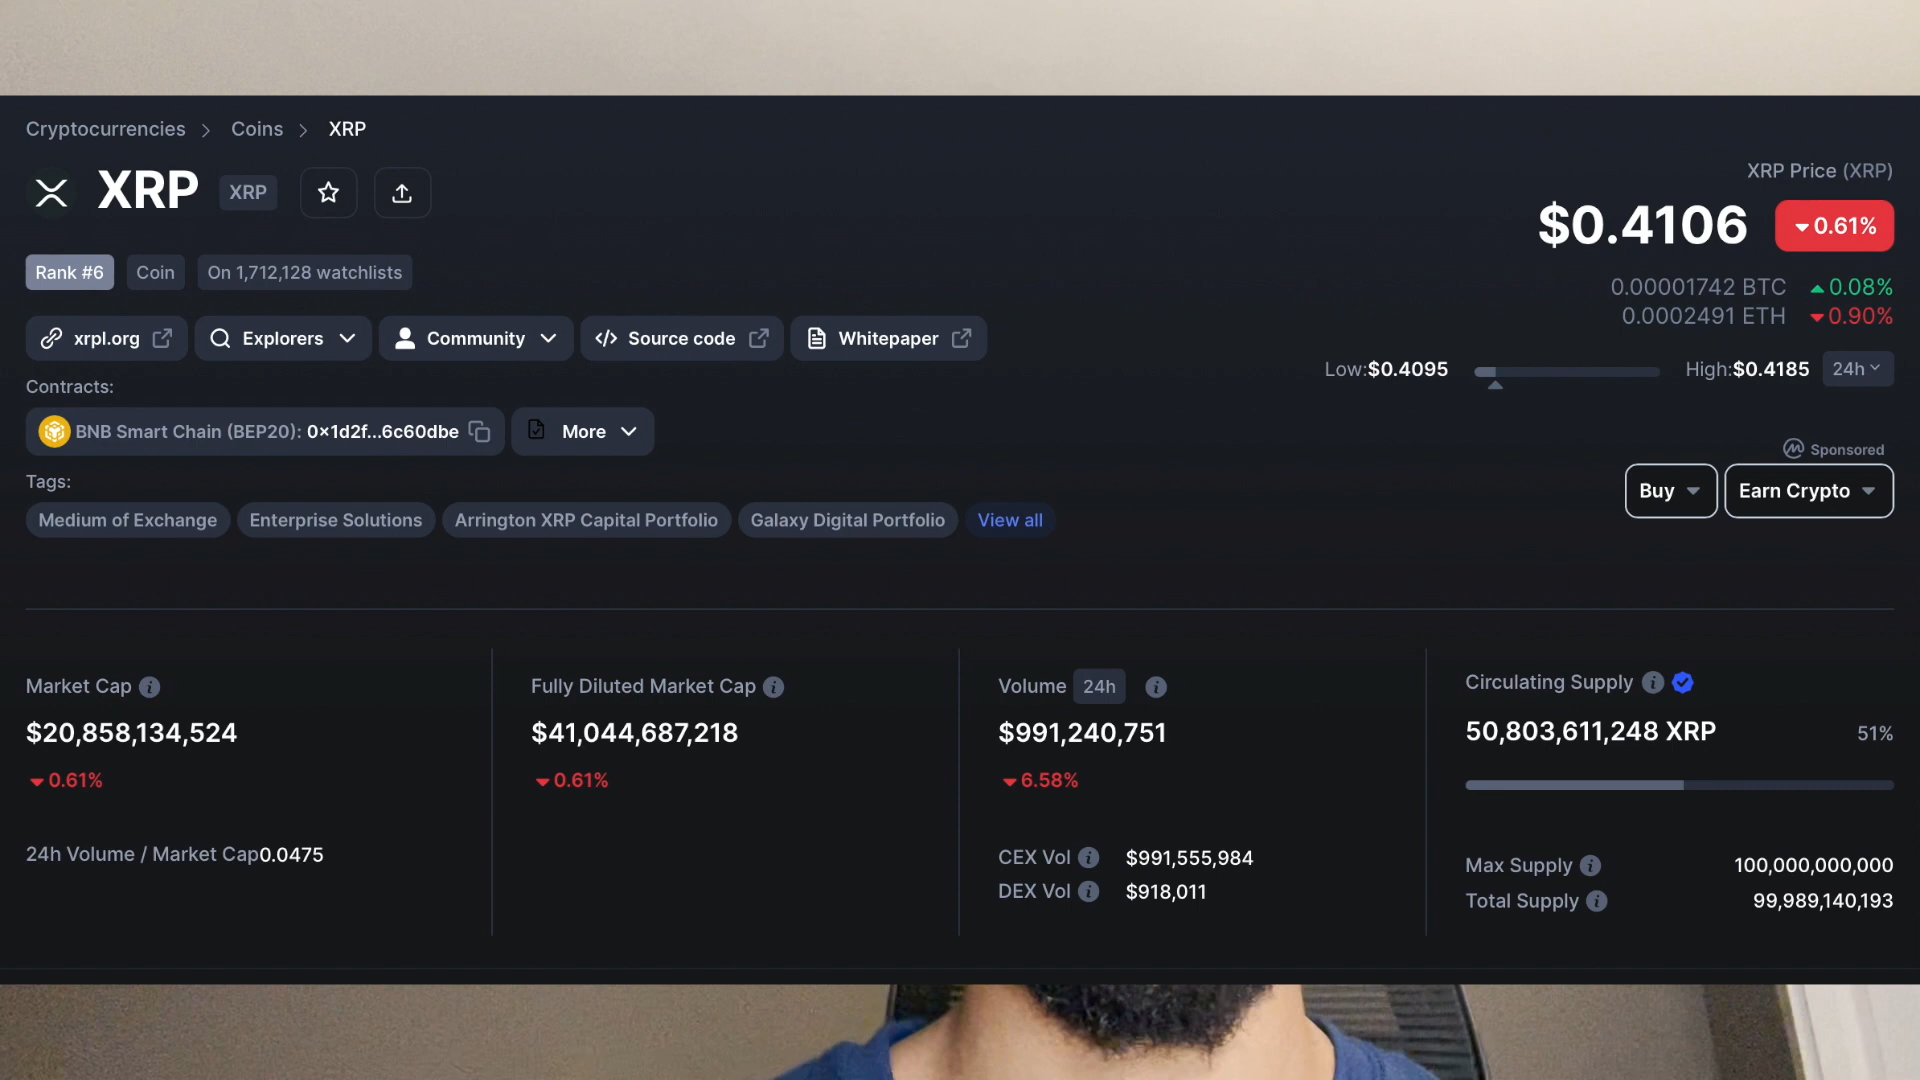 Cryptocurrencies > Coins > XRP
XRP XRP
Rank #6 Coin On 1,712,128 watchlists
xrpl.org Explorers Community Source code Whitepaper
Contracts:
BNB Smart Chain (BEP20): 0x1d2f...6c60dbe More
Tags:
Medium of Exchange Enterprise Solutions Arrington XRP Capital Portfolio Galaxy Digital Portfolio View all
XRP Price (XRP)
$0.4106 0.61%
0.00001742 BTC 0.08%
0.0002491 ETH 0.90%
Low:$0.4095 High:$0.4185 24h
Sponsored
Buy Earn Crypto
Market Cap
$20,858,134,524
0.61%
24h Volume / Market Cap0.0475
Fully Diluted Market Cap
$41,044,687,218
0.61%
Volume 24h
$991,240,751
6.58%
CEX Vol $991,555,984
DEX Vol $918,011
Circulating Supply
50,803,611,248 XRP 51%
Max Supply 100,000,000,000
Total Supply 99,989,140,193